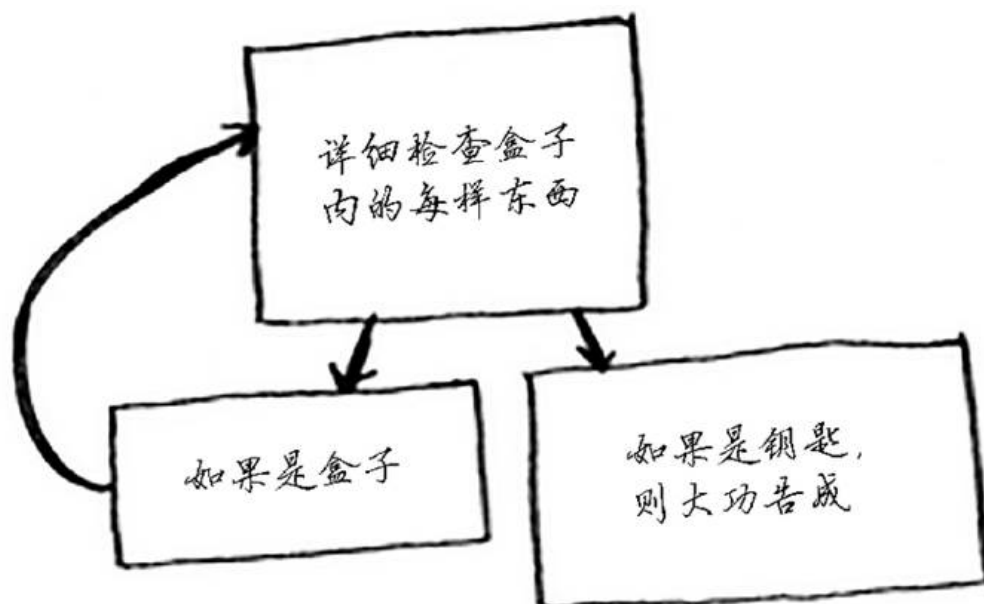 详细检查盒子
内的每样东西
如果是盒子
如果是钥匙，
则大功告成